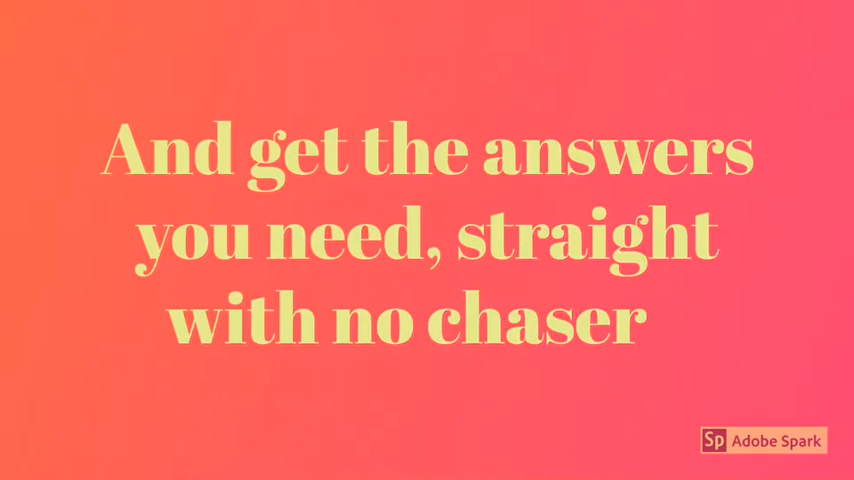 And get the answers
you need, straight
with no chaser
Sp Adobe Spark